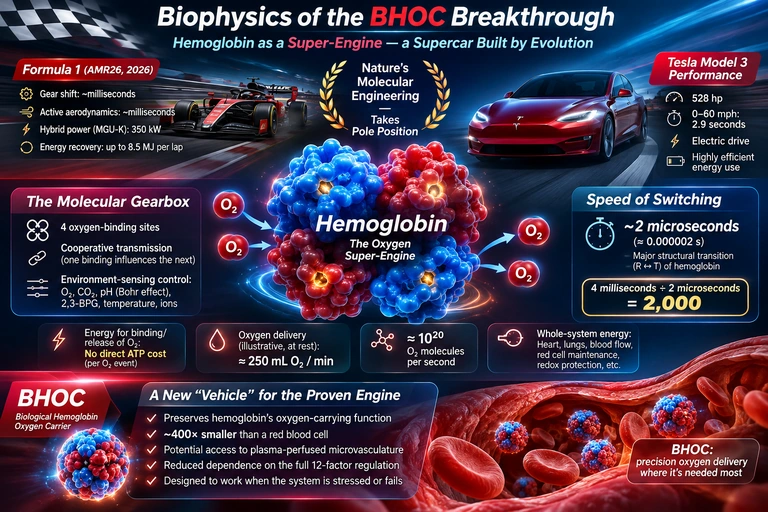 Biophysics of the BHOC Breakthrough
Hemoglobin as a Super-Engine — a Supercar Built by Evolution
Formula 1 (AMR26, 2026)
Gear shift: ~milliseconds
Active aerodynamics: ~milliseconds
Hybrid power (MGU-K): 350 kW
Energy recovery: up to 8.5 MJ per lap
Nature's
Molecular
Engineering
—
Takes
Pole Position
Tesla Model 3
Performance
528 hp
0–60 mph:
2.9 seconds
Electric drive
Highly efficient
energy use
The Molecular Gearbox
4 oxygen-binding sites
Cooperative transmission
(one binding influences the next)
Environment-sensing control:
O₂, CO₂, pH (Bohr effect),
2,3-BPG, temperature, ions
O₂
O₂
Hemoglobin
The Oxygen
Super-Engine
O₂
O₂
Speed of Switching
~2 microseconds
(≈ 0.000002 s)
Major structural transition
(R ↔ T) of hemoglobin
4 milliseconds ÷ 2 microseconds
= 2,000
Energy for binding/
release of O₂:
No direct ATP cost
(per O₂ event)
Oxygen delivery
(illustrative, at rest):
≈ 250 mL O₂ / min
≈ 10²⁰
O₂ molecules
per second
Whole-system energy:
Heart, lungs, blood flow,
red cell maintenance,
redox protection, etc.
BHOC
Biological Hemoglobin
Oxygen Carrier
A New "Vehicle" for the Proven Engine
Preserves hemoglobin's oxygen-carrying function
~400× smaller than a red blood cell
Potential access to plasma-perfused microvasculature
Reduced dependence on the full 12-factor regulation
Designed to work when the system is stressed or fails
BHOC:
precision oxygen delivery
where it's needed most